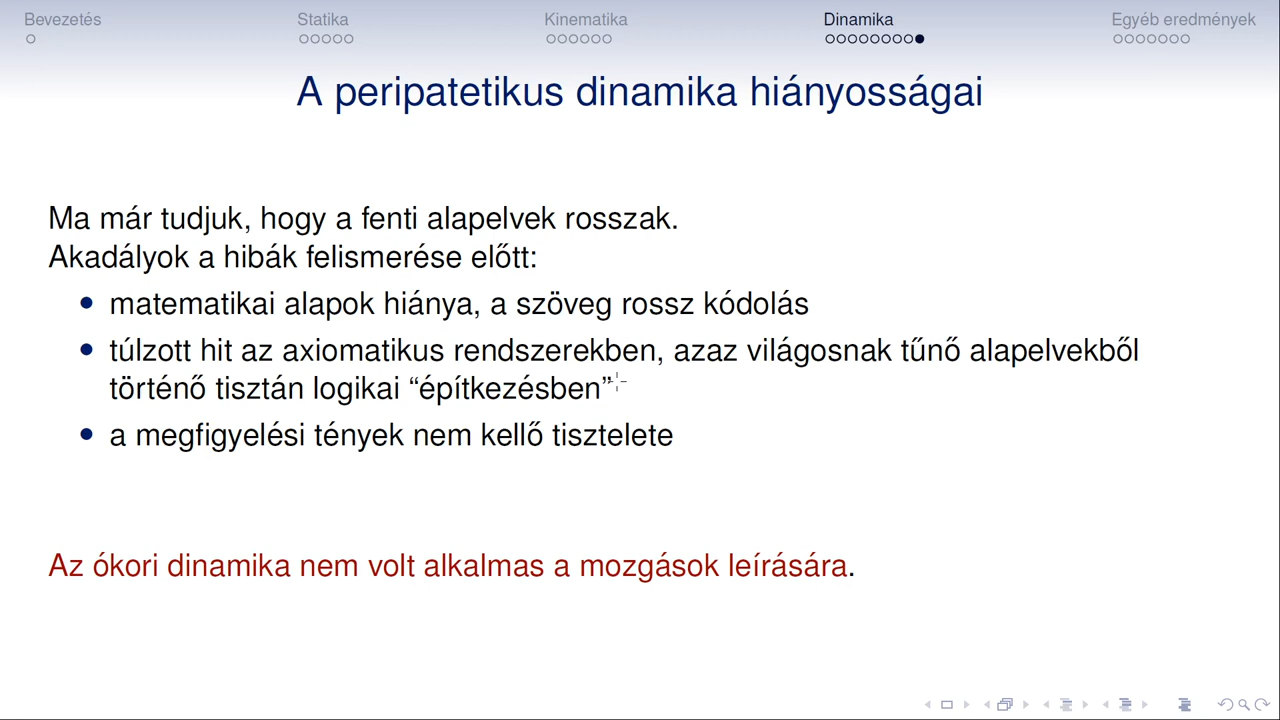 Bevezetés Statika Kinematika Dinamika Egyéb eredmények
A peripatetikus dinamika hiányosságai
Ma már tudjuk, hogy a fenti alapelvek rosszak.
Akadályok a hibák felismerése előtt:
matematikai alapok hiánya, a szöveg rossz kódolás
túlzott hit az axiomatikus rendszerekben, azaz világosnak tűnő alapelvekből
történő tisztán logikai “építkezésben”
a megfigyelési tények nem kellő tisztelete
Az ókori dinamika nem volt alkalmas a mozgások leírására.